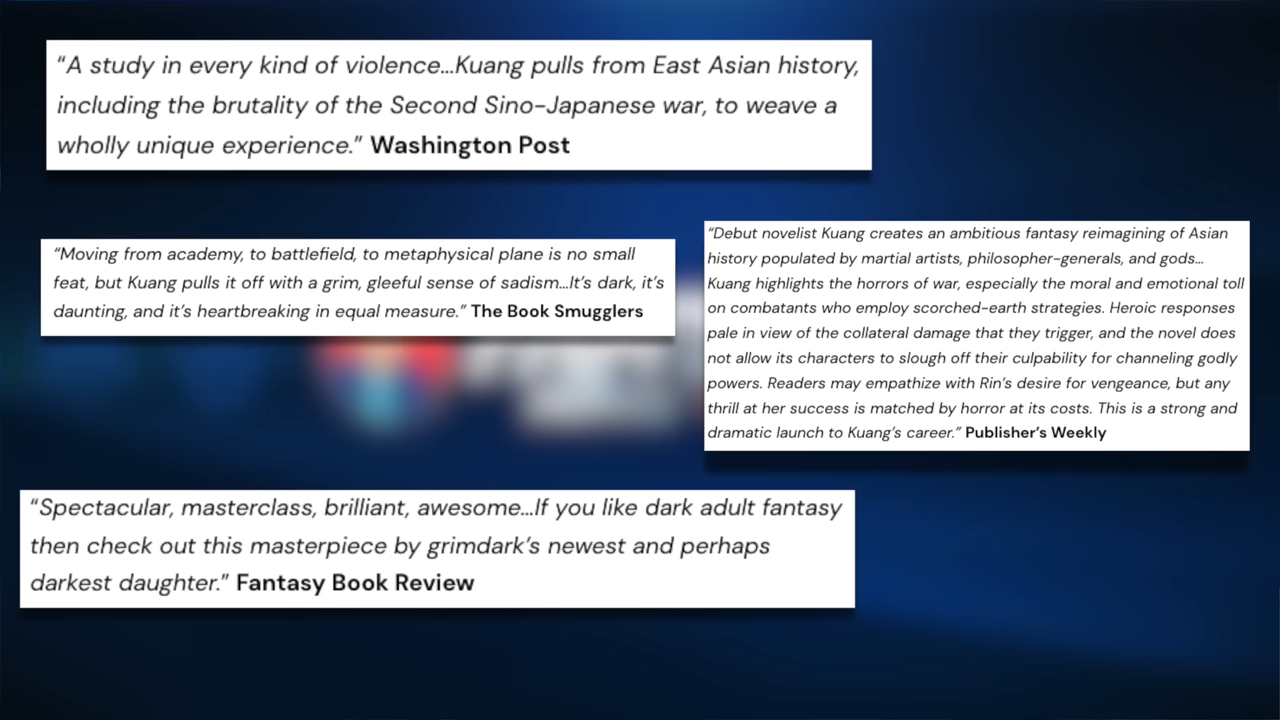 “A study in every kind of violence...Kuang pulls from East Asian history,
including the brutality of the Second Sino-Japanese war, to weave a
wholly unique experience.” Washington Post
“Moving from academy, to battlefield, to metaphysical plane is no small
feat, but Kuang pulls it off with a grim, gleeful sense of sadism...It’s dark, it’s
daunting, and it’s heartbreaking in equal measure.” The Book Smugglers
“Debut novelist Kuang creates an ambitious fantasy reimagining of Asian
history populated by martial artists, philosopher-generals, and gods...
Kuang highlights the horrors of war, especially the moral and emotional toll
on combatants who employ scorched-earth strategies. Heroic responses
pale in view of the collateral damage that they trigger, and the novel does
not allow its characters to slough off their culpability for channeling godly
powers. Readers may empathize with Rin’s desire for vengeance, but any
thrill at her success is matched by horror at its costs. This is a strong and
dramatic launch to Kuang’s career.” Publisher’s Weekly
“Spectacular, masterclass, brilliant, awesome...If you like dark adult fantasy
then check out this masterpiece by grimdark’s newest and perhaps
darkest daughter.” Fantasy Book Review